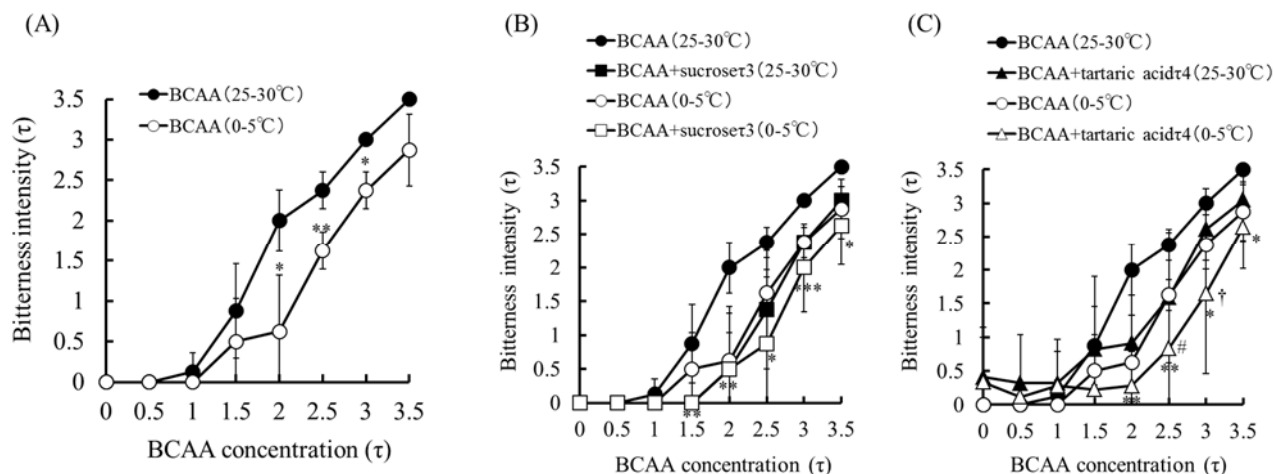 (A)
BCAA(25-30℃)
BCAA(0-5℃)
Bitterness intensity (τ)
3.5
3
2.5
2
1.5
1
0.5
0
*
**
*
0 0.5 1 1.5 2 2.5 3 3.5
BCAA concentration (τ)
(B)
BCAA(25-30℃)
BCAA+sucroseτ3(25-30℃)
BCAA(0-5℃)
BCAA+sucroseτ3(0-5℃)
Bitterness intensity (τ)
3.5
3
2.5
2
1.5
1
0.5
0
*
***
*
**
**
0 0.5 1 1.5 2 2.5 3 3.5
BCAA concentration (τ)
(C)
BCAA(25-30℃)
BCAA+tartaric acidτ4(25-30℃)
BCAA(0-5℃)
BCAA+tartaric acidτ4(0-5℃)
Bitterness intensity (τ)
3.5
3
2.5
2
1.5
1
0.5
0
*
*
†
*
#
**
**
0 0.5 1 1.5 2 2.5 3 3.5
BCAA concentration (τ)